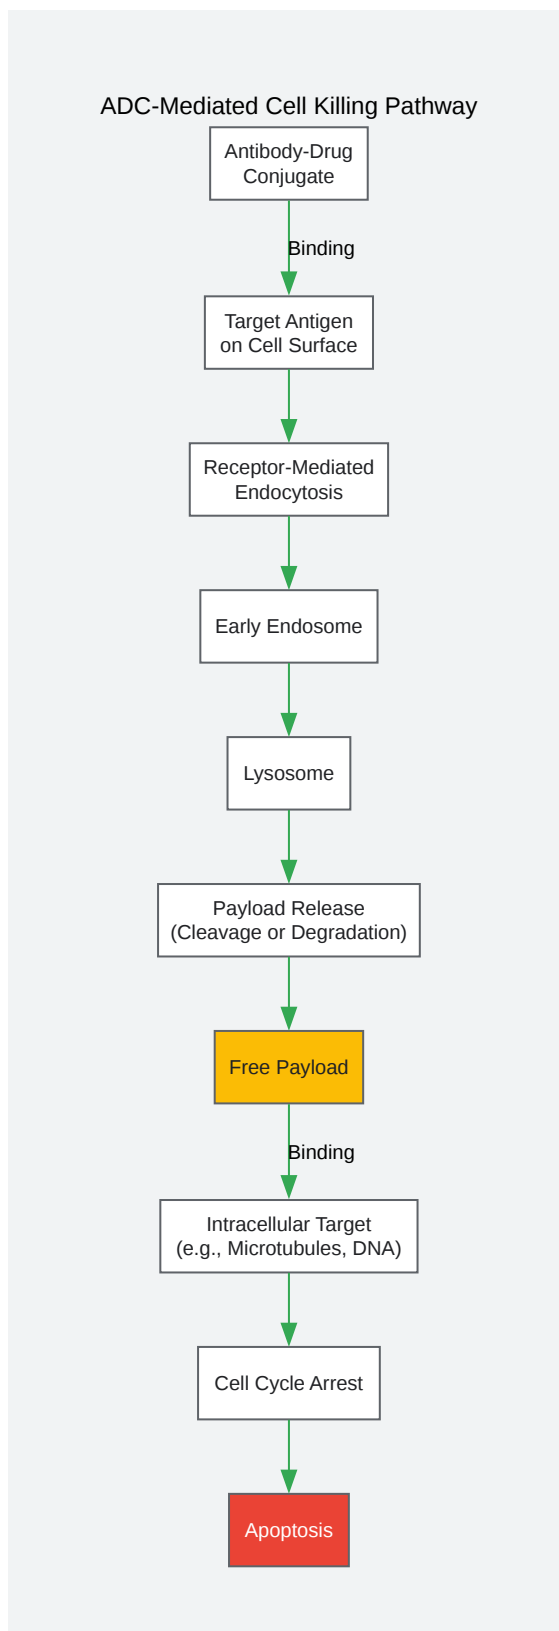 ADC-Mediated Cell Killing Pathway
Antibody-Drug
Conjugate
Binding
Target Antigen
on Cell Surface
Receptor-Mediated
Endocytosis
Early Endosome
Lysosome
Payload Release
(Cleavage or Degradation)
Free Payload
Binding
Intracellular Target
(e.g., Microtubules, DNA)
Cell Cycle Arrest
Apoptosis